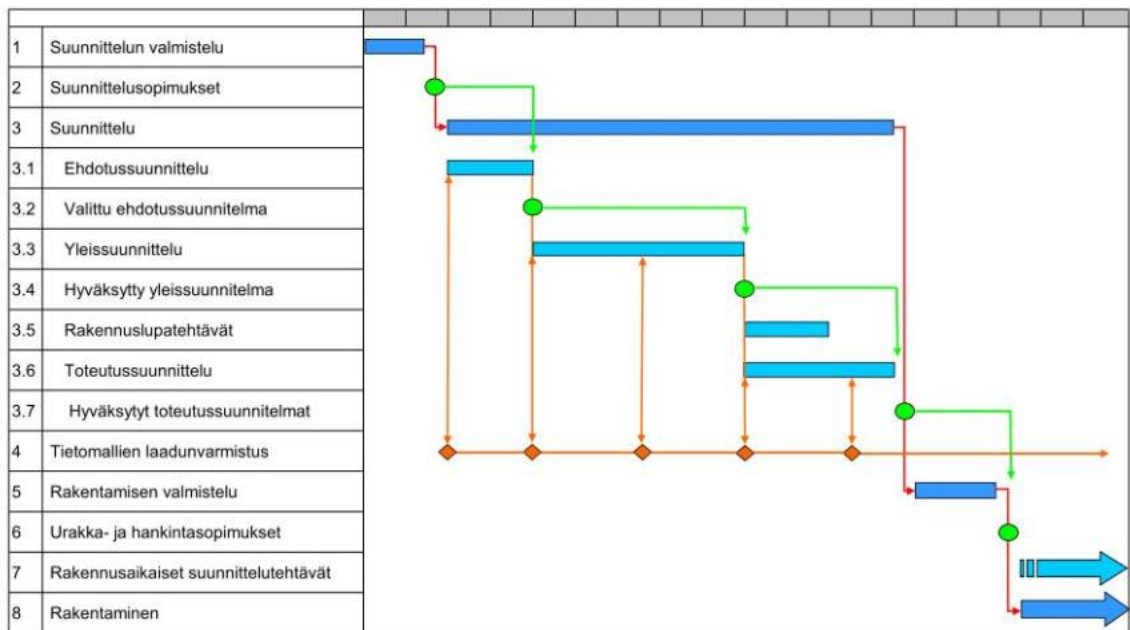 1 Suunnittelun valmistelu
2 Suunnittelusopimukset
3 Suunnittelu
3.1 Ehdotussuunnittelu
3.2 Valittu ehdotussuunnitelma
3.3 Yleissuunnittelu
3.4 Hyväksytty yleissuunnitelma
3.5 Rakennuslupatehtävät
3.6 Toteutussuunnittelu
3.7 Hyväksytyt toteutussuunnitelmat
4 Tietomallien laadunvarmistus
5 Rakentamisen valmistelu
6 Urakka- ja hankintasopimukset
7 Rakennusaikaiset suunnittelutehtävät
8 Rakentaminen